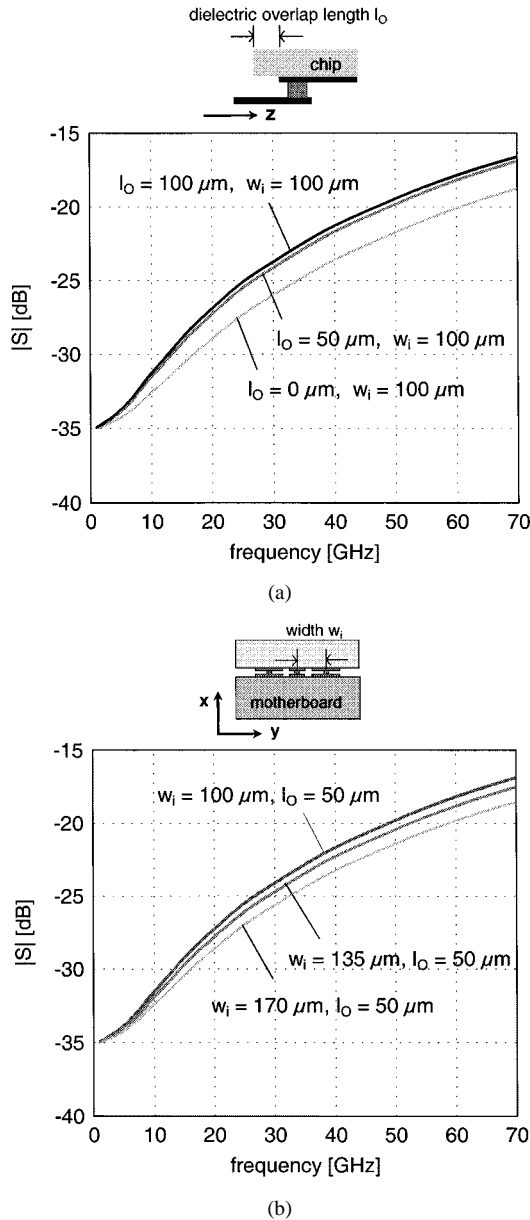 dielectric overlap length lO
chip
z
-15
-20
-25
-30
-35
-40
|S| [dB]
lO = 100 µm, wi = 100 µm
lO = 50 µm, wi = 100 µm
lO = 0 µm, wi = 100 µm
0 10 20 30 40 50 60 70
frequency [GHz]
(a)
width wi
motherboard
x
y
-15
-20
-25
-30
-35
-40
|S| [dB]
wi = 100 µm, lO = 50 µm
wi = 135 µm, lO = 50 µm
wi = 170 µm, lO = 50 µm
0 10 20 30 40 50 60 70
frequency [GHz]
(b)